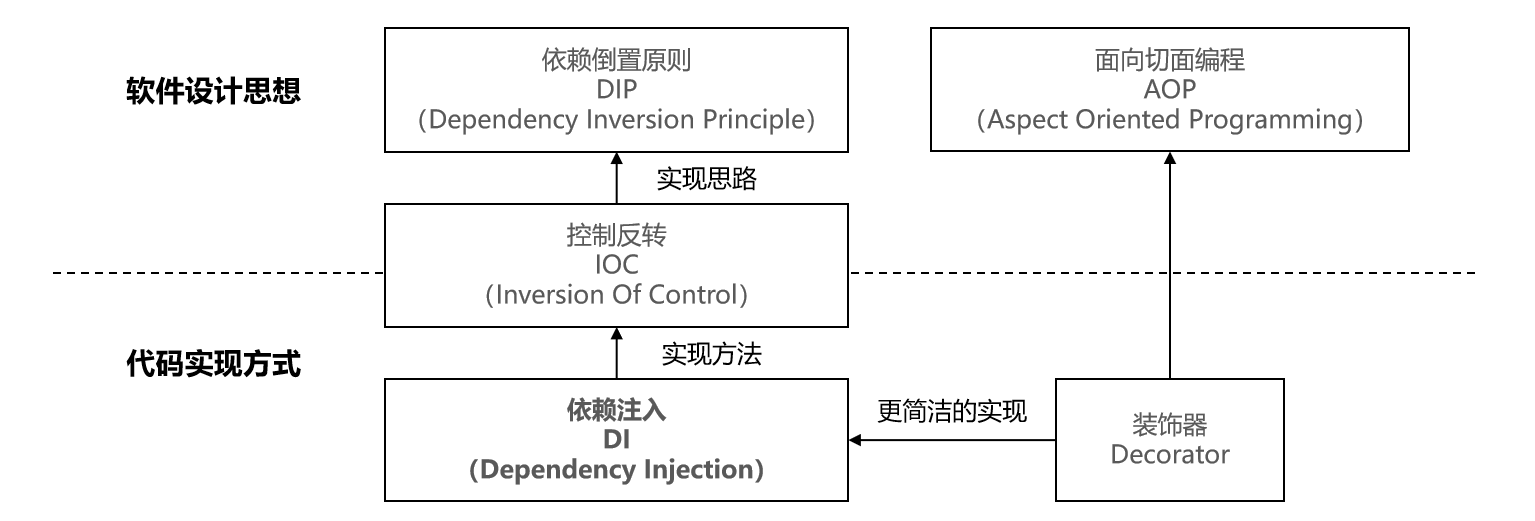 软件设计思想
依赖倒置原则
DIP
（Dependency Inversion Principle）
面向切面编程
AOP
（Aspect Oriented Programming）
实现思路
控制反转
IOC
（Inversion Of Control）
代码实现方式
实现方法
依赖注入
DI
（Dependency Injection）
更简洁的实现
装饰器
Decorator